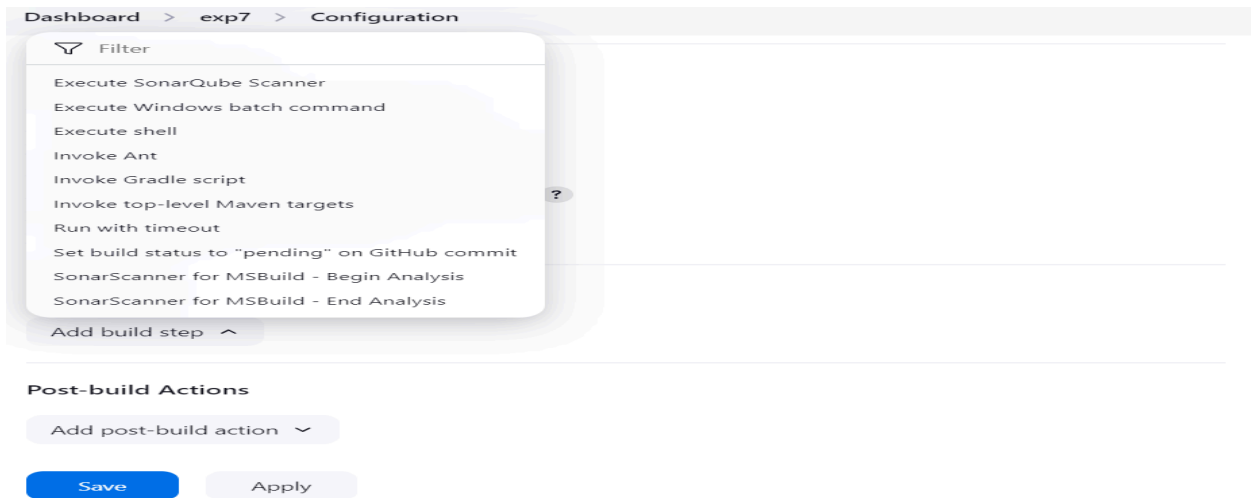 Dashboard > exp7 > Configuration
Filter
Execute SonarQube Scanner
Execute Windows batch command
Execute shell
Invoke Ant
Invoke Gradle script
Invoke top-level Maven targets
?
Run with timeout
Set build status to "pending" on GitHub commit
SonarScanner for MSBuild - Begin Analysis
SonarScanner for MSBuild - End Analysis
Add build step
Post-build Actions
Add post-build action
Save Apply